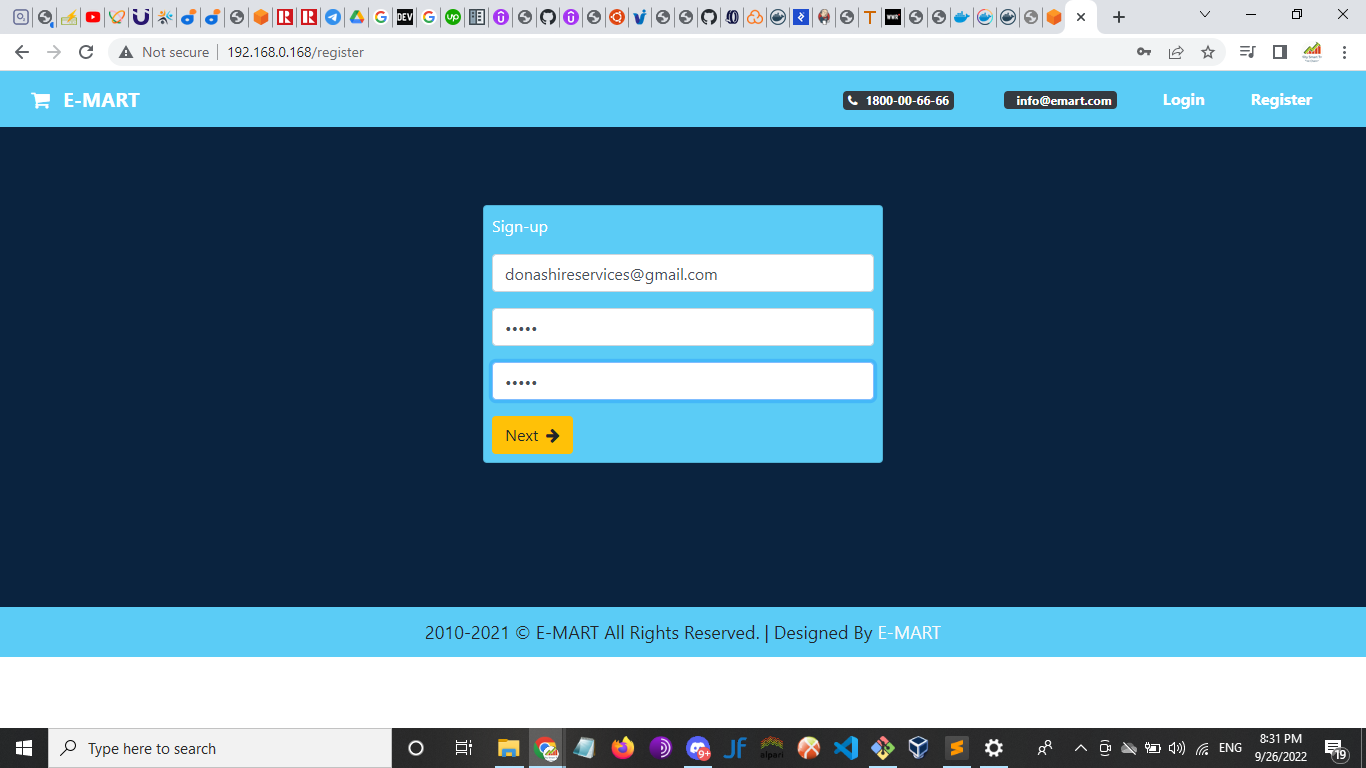 Not secure
192.168.0.168/register
E-MART
1800-00-66-66
info@emart.com
Login
Register
Sign-up
donashireservices@gmail.com
•••••
•••••
Next
2010-2021 © E-MART All Rights Reserved. | Designed By E-MART
Type here to search
ENG
8:31 PM
9/26/2022
19